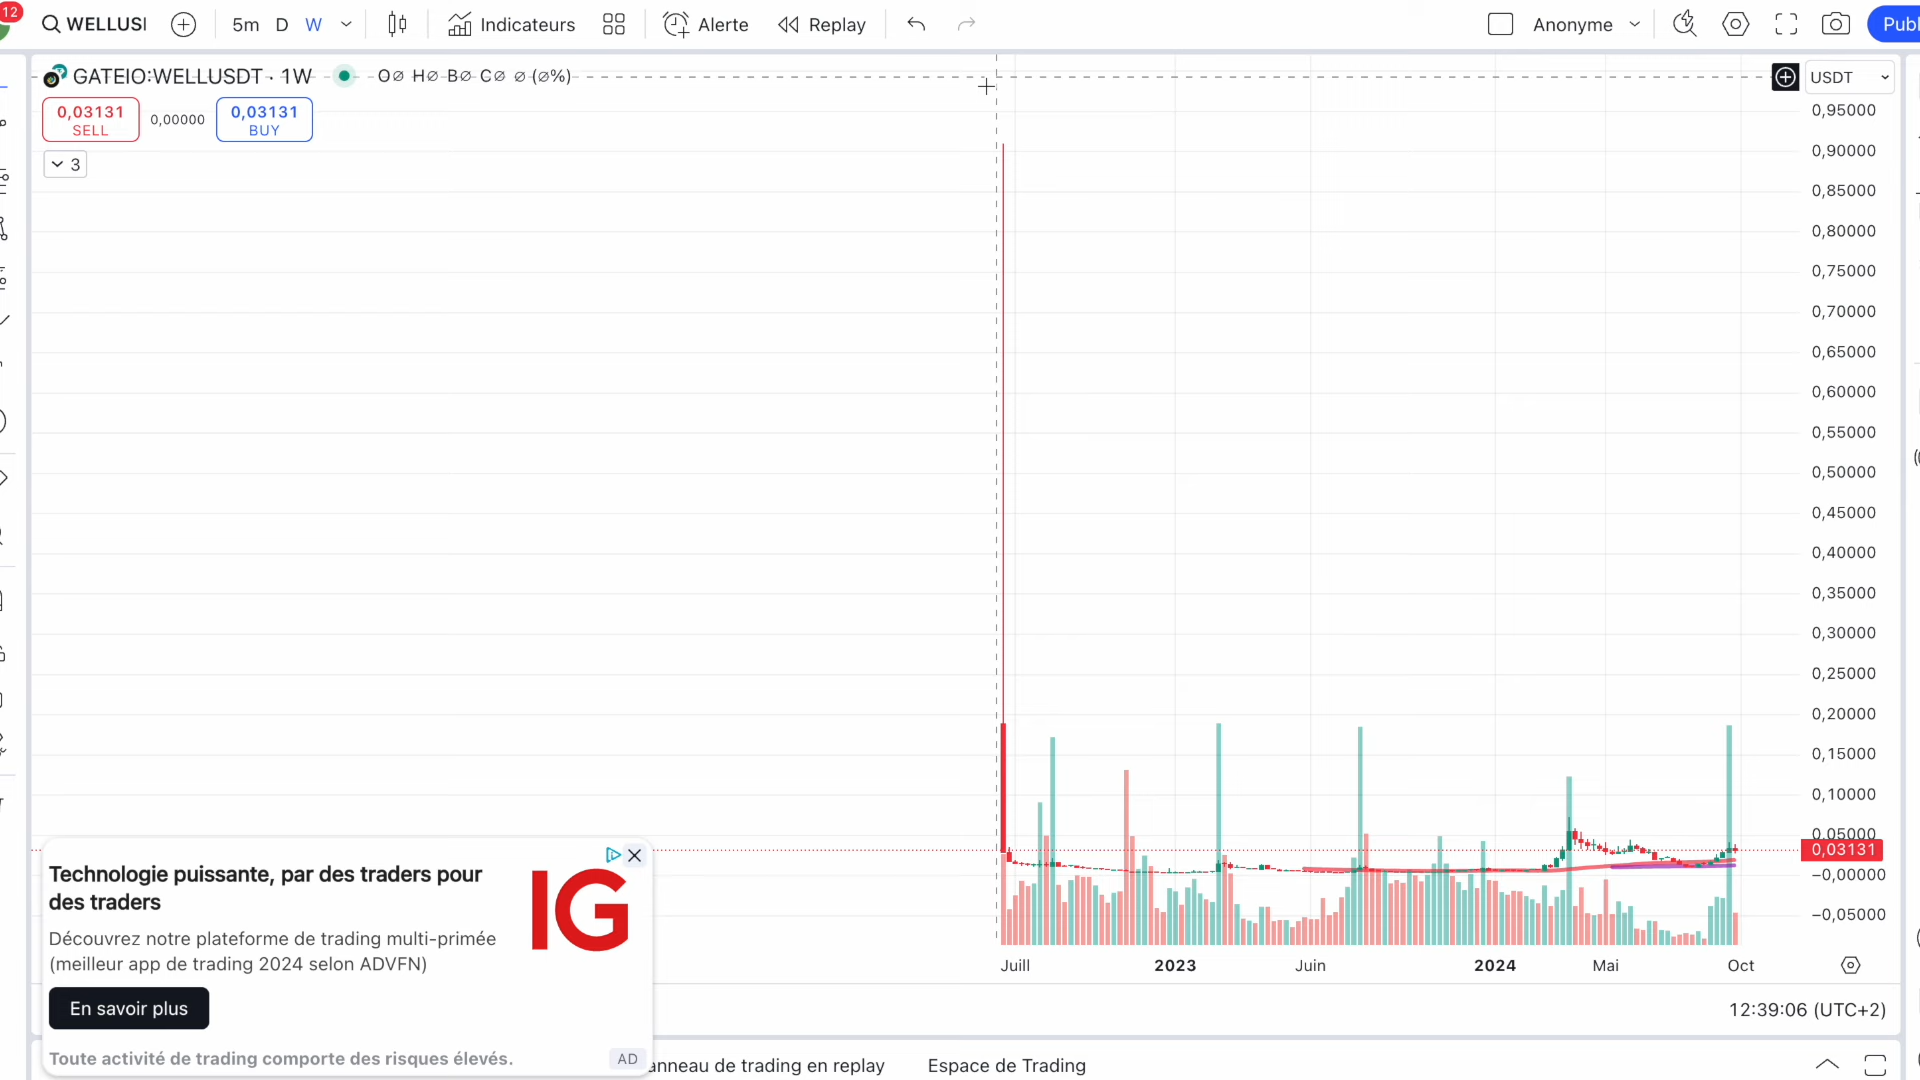 12
WELLUSI
5m D W
Indicateurs
Alerte
Replay
Anonyme
Publ
GATEIO:WELLUSDT · 1W
O∅ H∅ B∅ C∅ ∅ (∅%)
USDT
0,03131
SELL
0,00000
0,03131
BUY
3
0,95000
0,90000
0,85000
0,80000
0,75000
0,70000
0,65000
0,60000
0,55000
0,50000
0,45000
0,40000
0,35000
0,30000
0,25000
0,20000
0,15000
0,10000
0,05000
0,03131
−0,00000
−0,05000
Juill 2023 Juin 2024 Mai Oct
12:39:06 (UTC+2)
Technologie puissante, par des traders pour
des traders
Découvrez notre plateforme de trading multi-primée
(meilleur app de trading 2024 selon ADVFN)
IG
En savoir plus
Toute activité de trading comporte des risques élevés.
AD
anneau de trading en replay
Espace de Trading